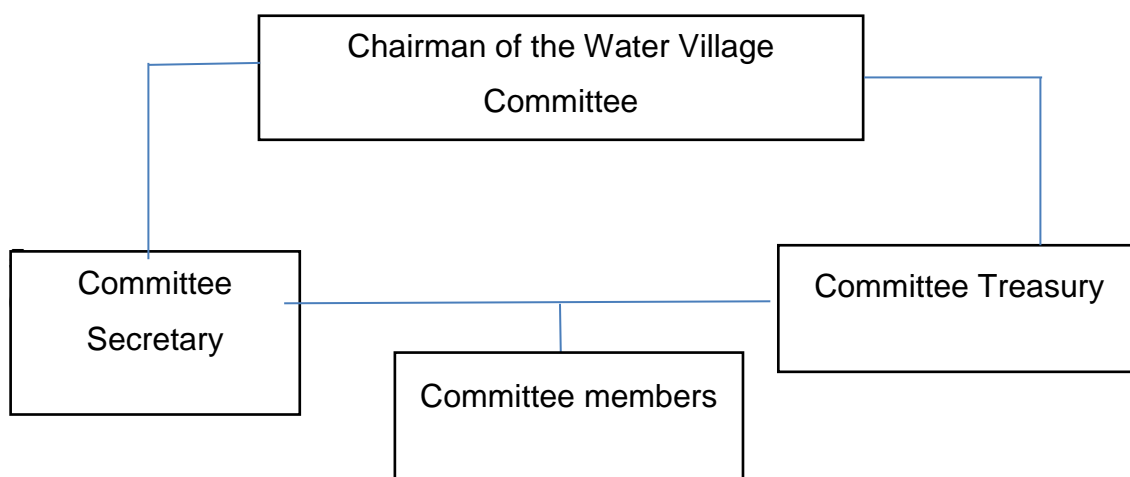 Chairman of the Water Village
Committee
Committee
Secretary
Committee Treasury
Committee members